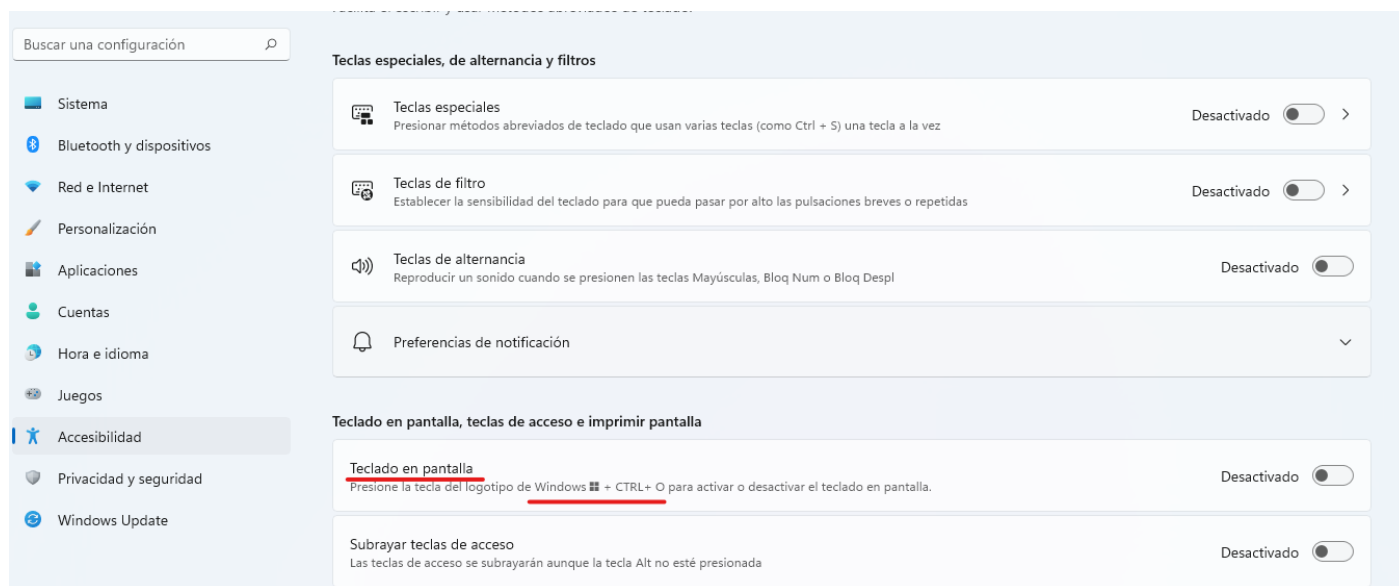 Buscar una configuración
Sistema
Bluetooth y dispositivos
Red e Internet
Personalización
Aplicaciones
Cuentas
Hora e idioma
Juegos
Accesibilidad
Privacidad y seguridad
Windows Update
Teclas especiales, de alternancia y filtros
Teclas especiales
Presionar métodos abreviados de teclado que usan varias teclas (como Ctrl + S) una tecla a la vez
Desactivado
Teclas de filtro
Establecer la sensibilidad del teclado para que pueda pasar por alto las pulsaciones breves o repetidas
Desactivado
Teclas de alternancia
Reproducir un sonido cuando se presionen las teclas Mayúsculas, Bloq Num o Bloq Despl
Desactivado
Preferencias de notificación
Teclado en pantalla, teclas de acceso e imprimir pantalla
Teclado en pantalla
Presione la tecla del logotipo de Windows + CTRL+ O para activar o desactivar el teclado en pantalla.
Desactivado
Subrayar teclas de acceso
Las teclas de acceso se subrayarán aunque la tecla Alt no esté presionada
Desactivado